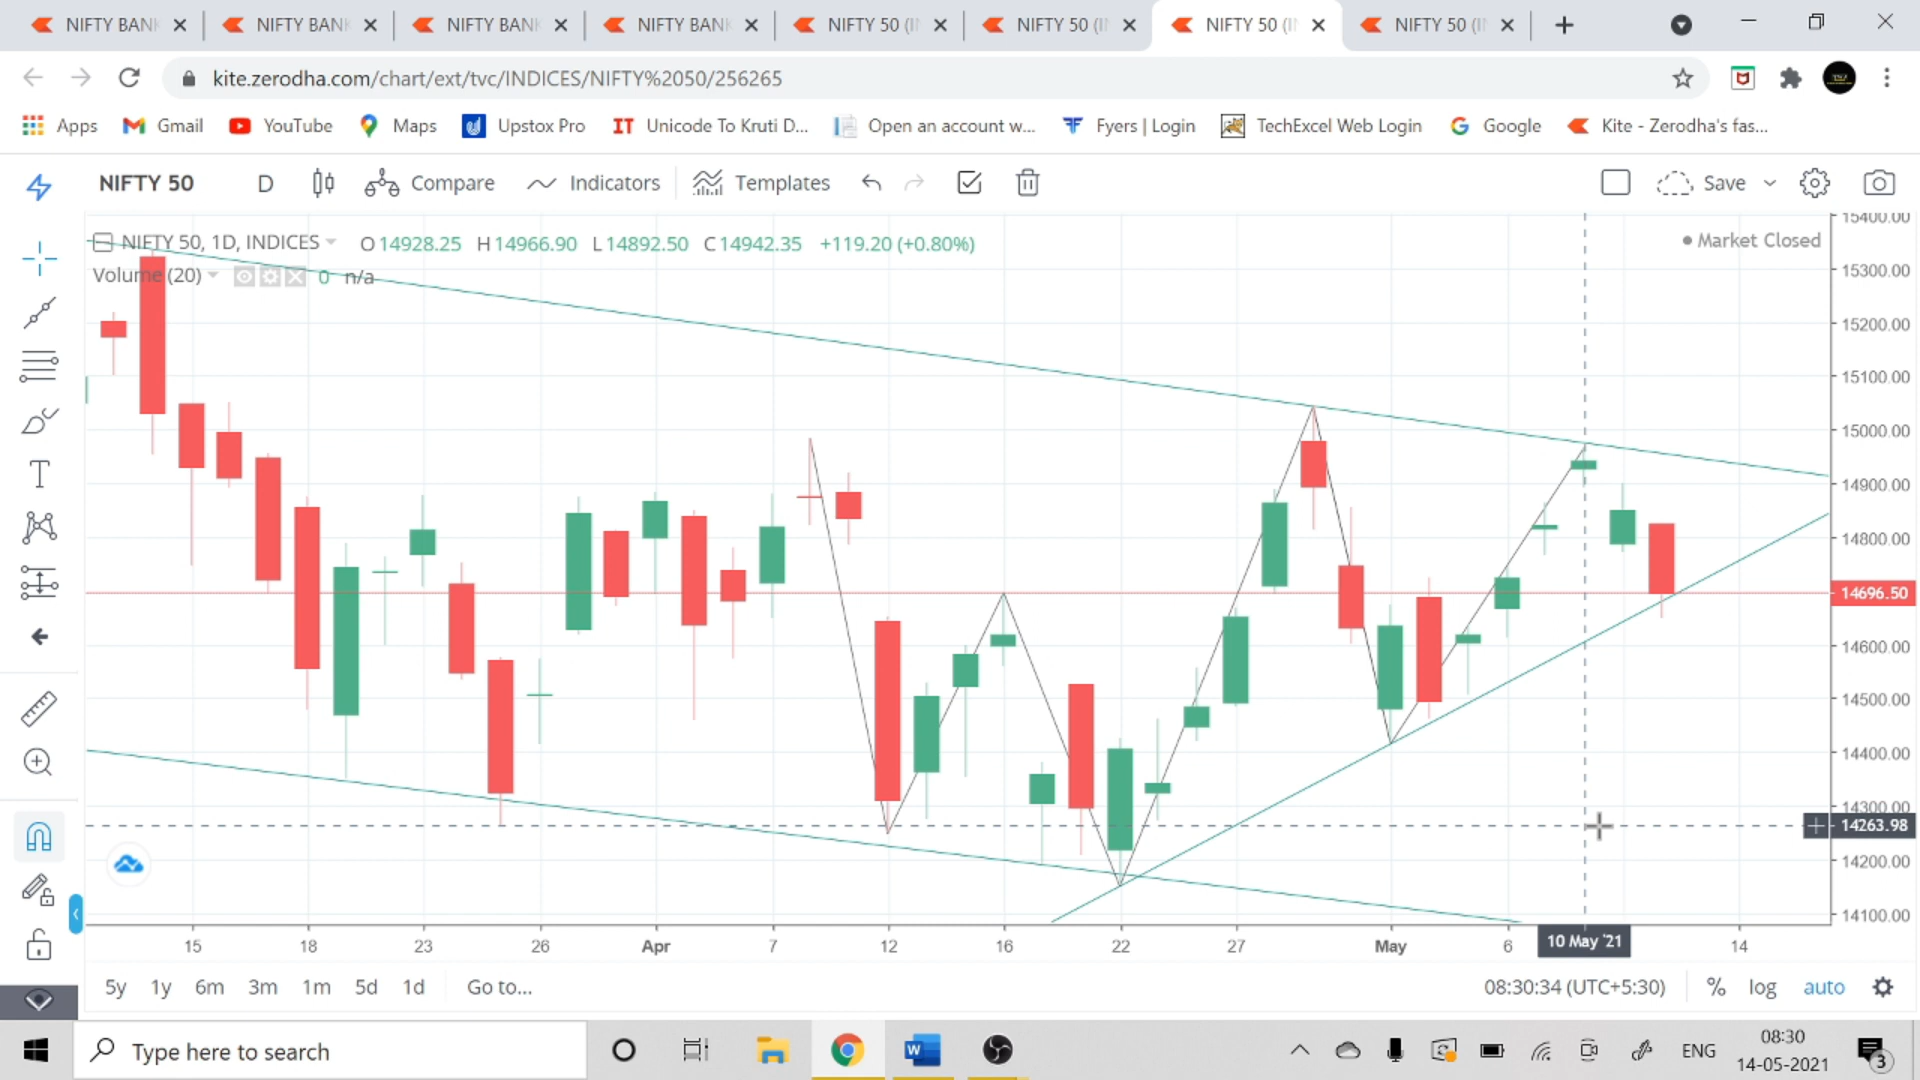 NIFTY BANK NIFTY BANK NIFTY BANK NIFTY BANK NIFTY 50 (I NIFTY 50 (I NIFTY 50 (I NIFTY 50 (I
kite.zerodha.com/chart/ext/tvc/INDICES/NIFTY%2050/256265
Apps Gmail YouTube Maps Upstox Pro IT Unicode To Kruti D... Open an account w... Fyers | Login TechExcel Web Login Google Kite - Zerodha's fas...
NIFTY 50 D Compare Indicators Templates Save
15400.00
NIFTY 50, 1D, INDICES O 14928.25 H 14966.90 L 14892.50 C 14942.35 +119.20 (+0.80%) Market Closed
Volume (20) 0 n/a
15300.00
15200.00
15100.00
15000.00
14900.00
14800.00
14696.50
14600.00
14500.00
14400.00
14300.00
14263.98
14200.00
14100.00
15 18 23 26 Apr 7 12 16 22 27 May 6 10 May '21 14
5y 1y 6m 3m 1m 5d 1d Go to... 08:30:34 (UTC+5:30) % log auto
Type here to search ENG 08:30
14-05-2021
3